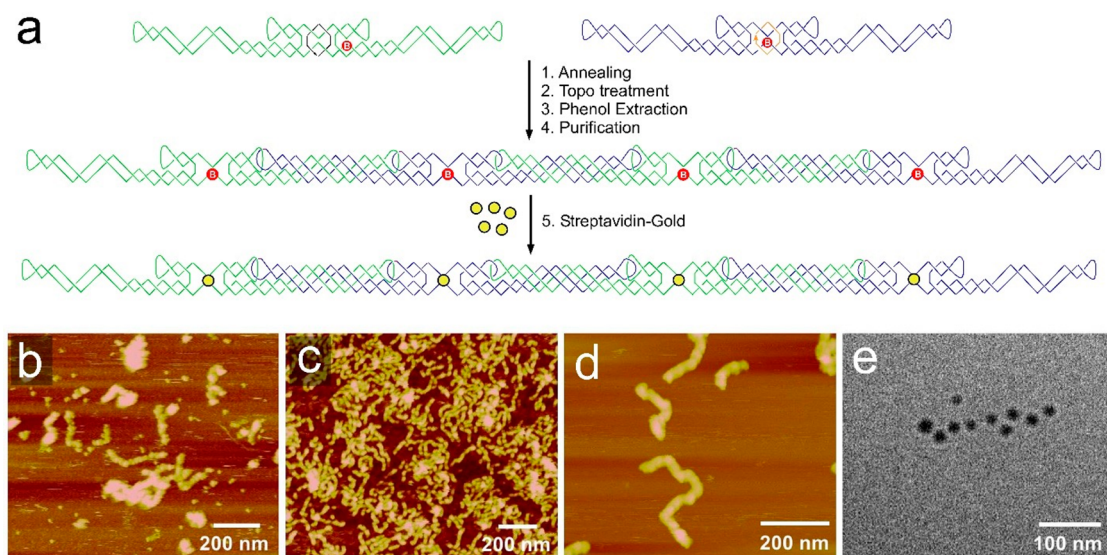 a
B
B
1. Annealing
2. Topo treatment
3. Phenol Extraction
4. Purification
B
B
B
B
5. Streptavidin-Gold
b
c
d
e
200 nm
200 nm
200 nm
100 nm